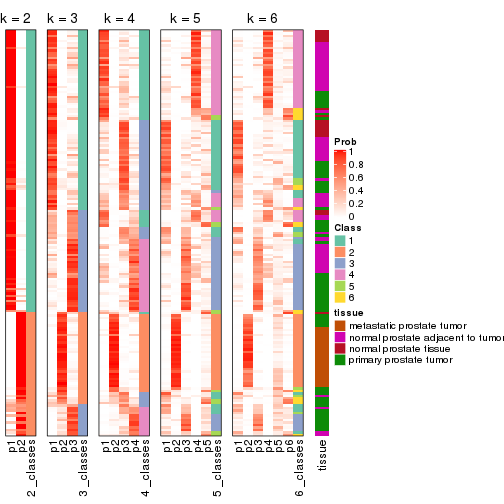 k = 2
k = 3
k = 4
k = 5
k = 6
Prob
1
0.8
0.6
0.4
0.2
0
Class
1
2
3
4
5
6
tissue
metastatic prostate tumor
normal prostate adjacent to tumor
normal prostate tissue
primary prostate tumor
p1
p2
2_classes
p1
p2
p3
3_classes
p1
p2
p3
p4
4_classes
p1
p2
p3
p4
p5
5_classes
p1
p2
p3
p4
p5
p6
6_classes
tissue